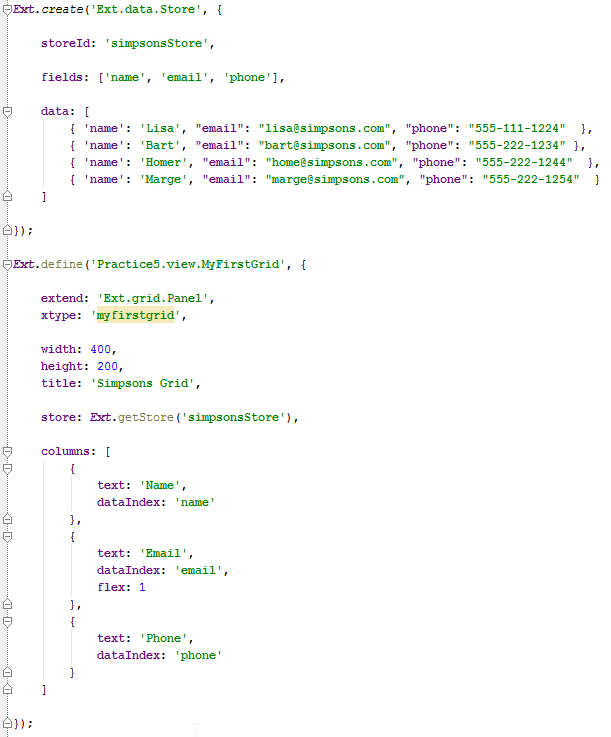 Ext.create('Ext.data.Store', {
storeId: 'simpsonsStore',
fields: ['name', 'email', 'phone'],
data: [
{ 'name': 'Lisa', "email": "lisa@simpsons.com", "phone": "555-111-1224"  },
{ 'name': 'Bart', "email": "bart@simpsons.com", "phone": "555-222-1234" },
{ 'name': 'Homer', "email": "home@simpsons.com", "phone": "555-222-1244"  },
{ 'name': 'Marge', "email": "marge@simpsons.com", "phone": "555-222-1254"  }
]
});
Ext.define('Practice5.view.MyFirstGrid', {
extend: 'Ext.grid.Panel',
xtype: 'myfirstgrid',
width: 400,
height: 200,
title: 'Simpsons Grid',
store: Ext.getStore('simpsonsStore'),
columns: [
{
text: 'Name',
dataIndex: 'name'
},
{
text: 'Email',
dataIndex: 'email',
flex: 1
},
{
text: 'Phone',
dataIndex: 'phone'
}
]
});